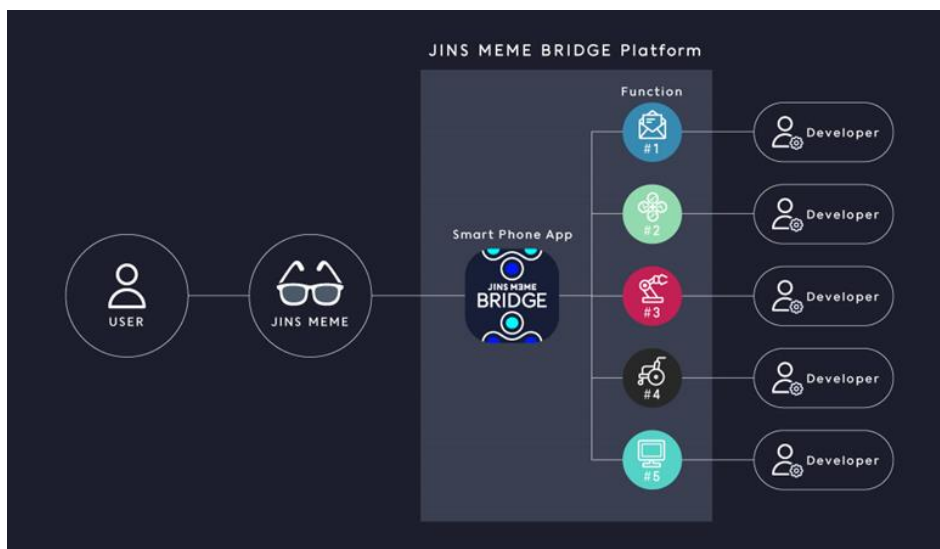 JINS MEME BRIDGE Platform
Function
#1
Developer
#2
Developer
Smart Phone App
JINS MEME
BRIDGE
USER
JINS MEME
#3
Developer
#4
Developer
#5
Developer